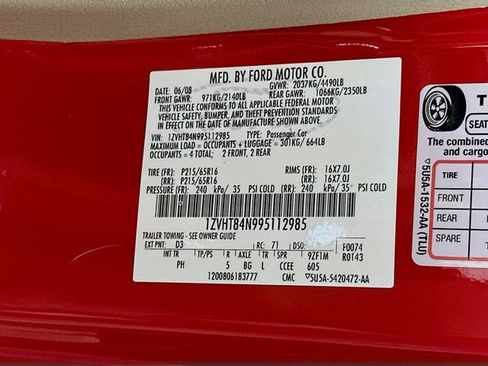 MFD. BY FORD MOTOR CO.
DATE: 06/08 GVWR: 2037KG/4490LB
FRONT GAWR: 971KG/2140LB REAR GAWR: 1066KG/2350LB
THIS VEHICLE CONFORMS TO ALL APPLICABLE FEDERAL MOTOR
VEHICLE SAFETY, BUMPER, AND THEFT PREVENTION STANDARDS
IN EFFECT ON THE DATE OF MANUFACTURE SHOWN ABOVE.
VIN: 1ZVHT84N995112985 TYPE: Passenger Car
MAXIMUM LOAD = OCCUPANTS + LUGGAGE = 301KG/664LB
OCCUPANTS = 4 TOTAL: 2 FRONT, 2 REAR
TIRES (FR): P215/65R16 RIMS (FR): 16X7.0J
(RR): P215/65R16 (RR): 16X7.0J
PRESSURE (FR): 240 kPa/ 35 PSI COLD (RR): 240 kPa/ 35 PSI COLD
1ZVHT84N995112985
TRAILER TOWING - SEE OWNER GUIDE
EXT PNT: D3 RC: 71 DSO: F0074
INT TR TP/PS R AXLE TR SPR 9ZF1M R0143
PH 5 BG L CCEE 605
1200806183777 CMC 5U5A-5420472-AA
5U5A-1532-AA (TLU)
SEAT
The combined
and cargo
TIRE
FRONT
REAR
SPARE